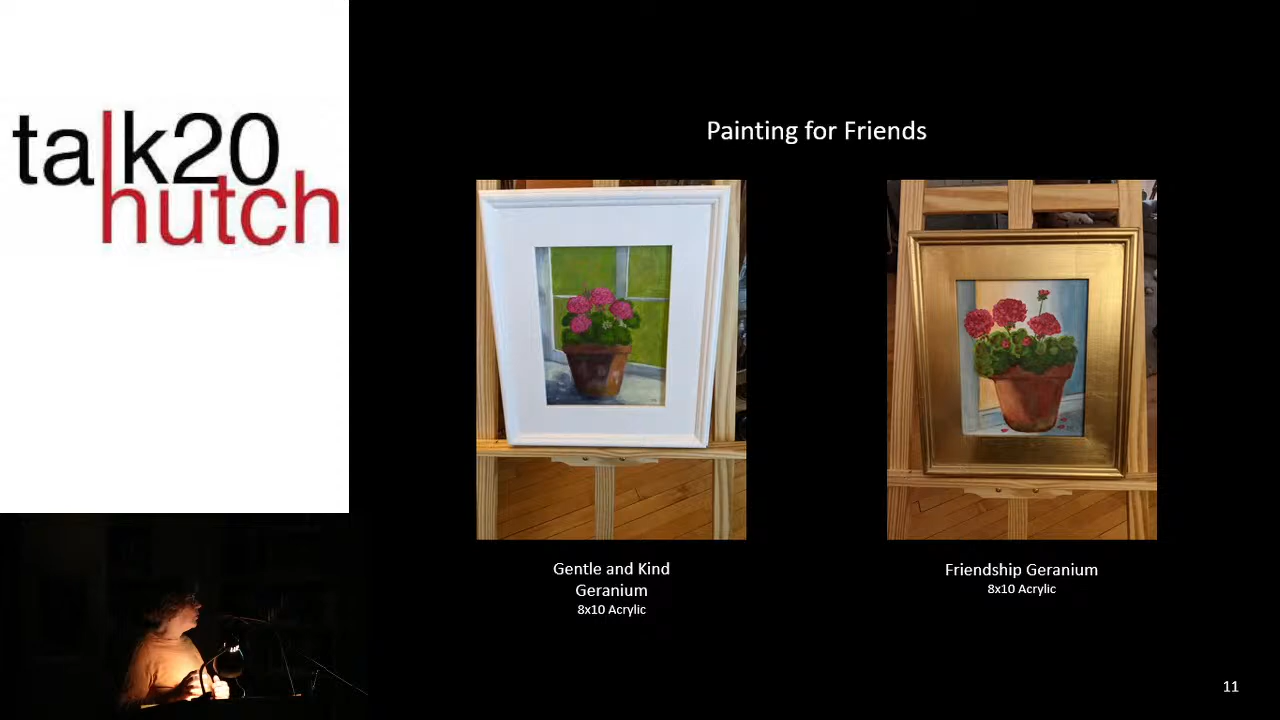 talk20
hutch
Painting for Friends
Gentle and Kind
Geranium
8x10 Acrylic
Friendship Geranium
8x10 Acrylic
11